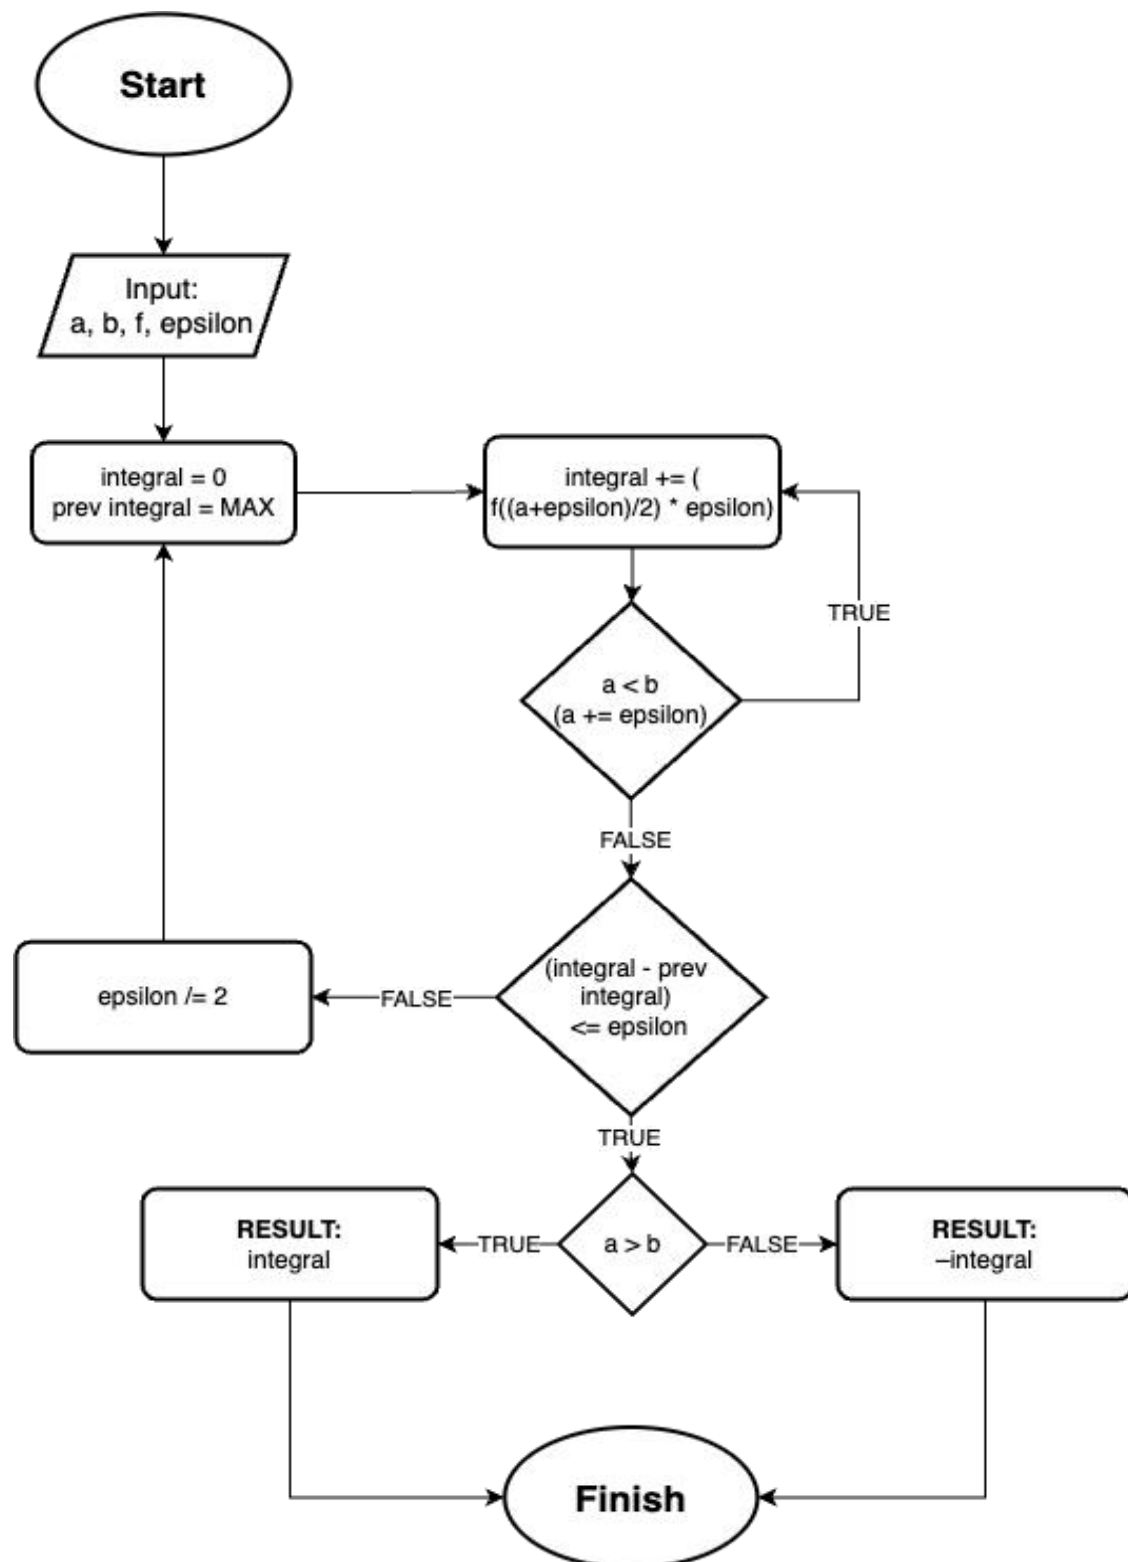 Start
Input:
a, b, f, epsilon
integral = 0
prev integral = MAX
integral += (
f((a+epsilon)/2) * epsilon)
TRUE
a < b
(a += epsilon)
FALSE
(integral - prev
integral)
<= epsilon
FALSE
epsilon /= 2
TRUE
a > b
TRUE
RESULT:
integral
FALSE
RESULT:
–integral
Finish